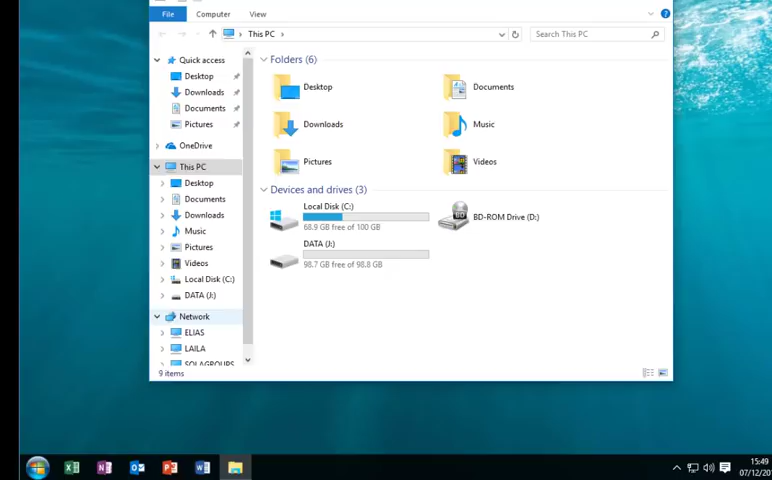 File Computer View
This PC
Search This PC
Quick access
Desktop
Downloads
Documents
Pictures
OneDrive
This PC
Desktop
Documents
Downloads
Music
Pictures
Videos
Local Disk (C:)
DATA (J:)
Network
ELIAS
LAILA
SOLAGROUPS
9 items
Folders (6)
Desktop
Documents
Downloads
Music
Pictures
Videos
Devices and drives (3)
Local Disk (C:)
68.9 GB free of 100 GB
BD-ROM Drive (D:)
DATA (J:)
98.7 GB free of 98.8 GB
15:49
07/12/20